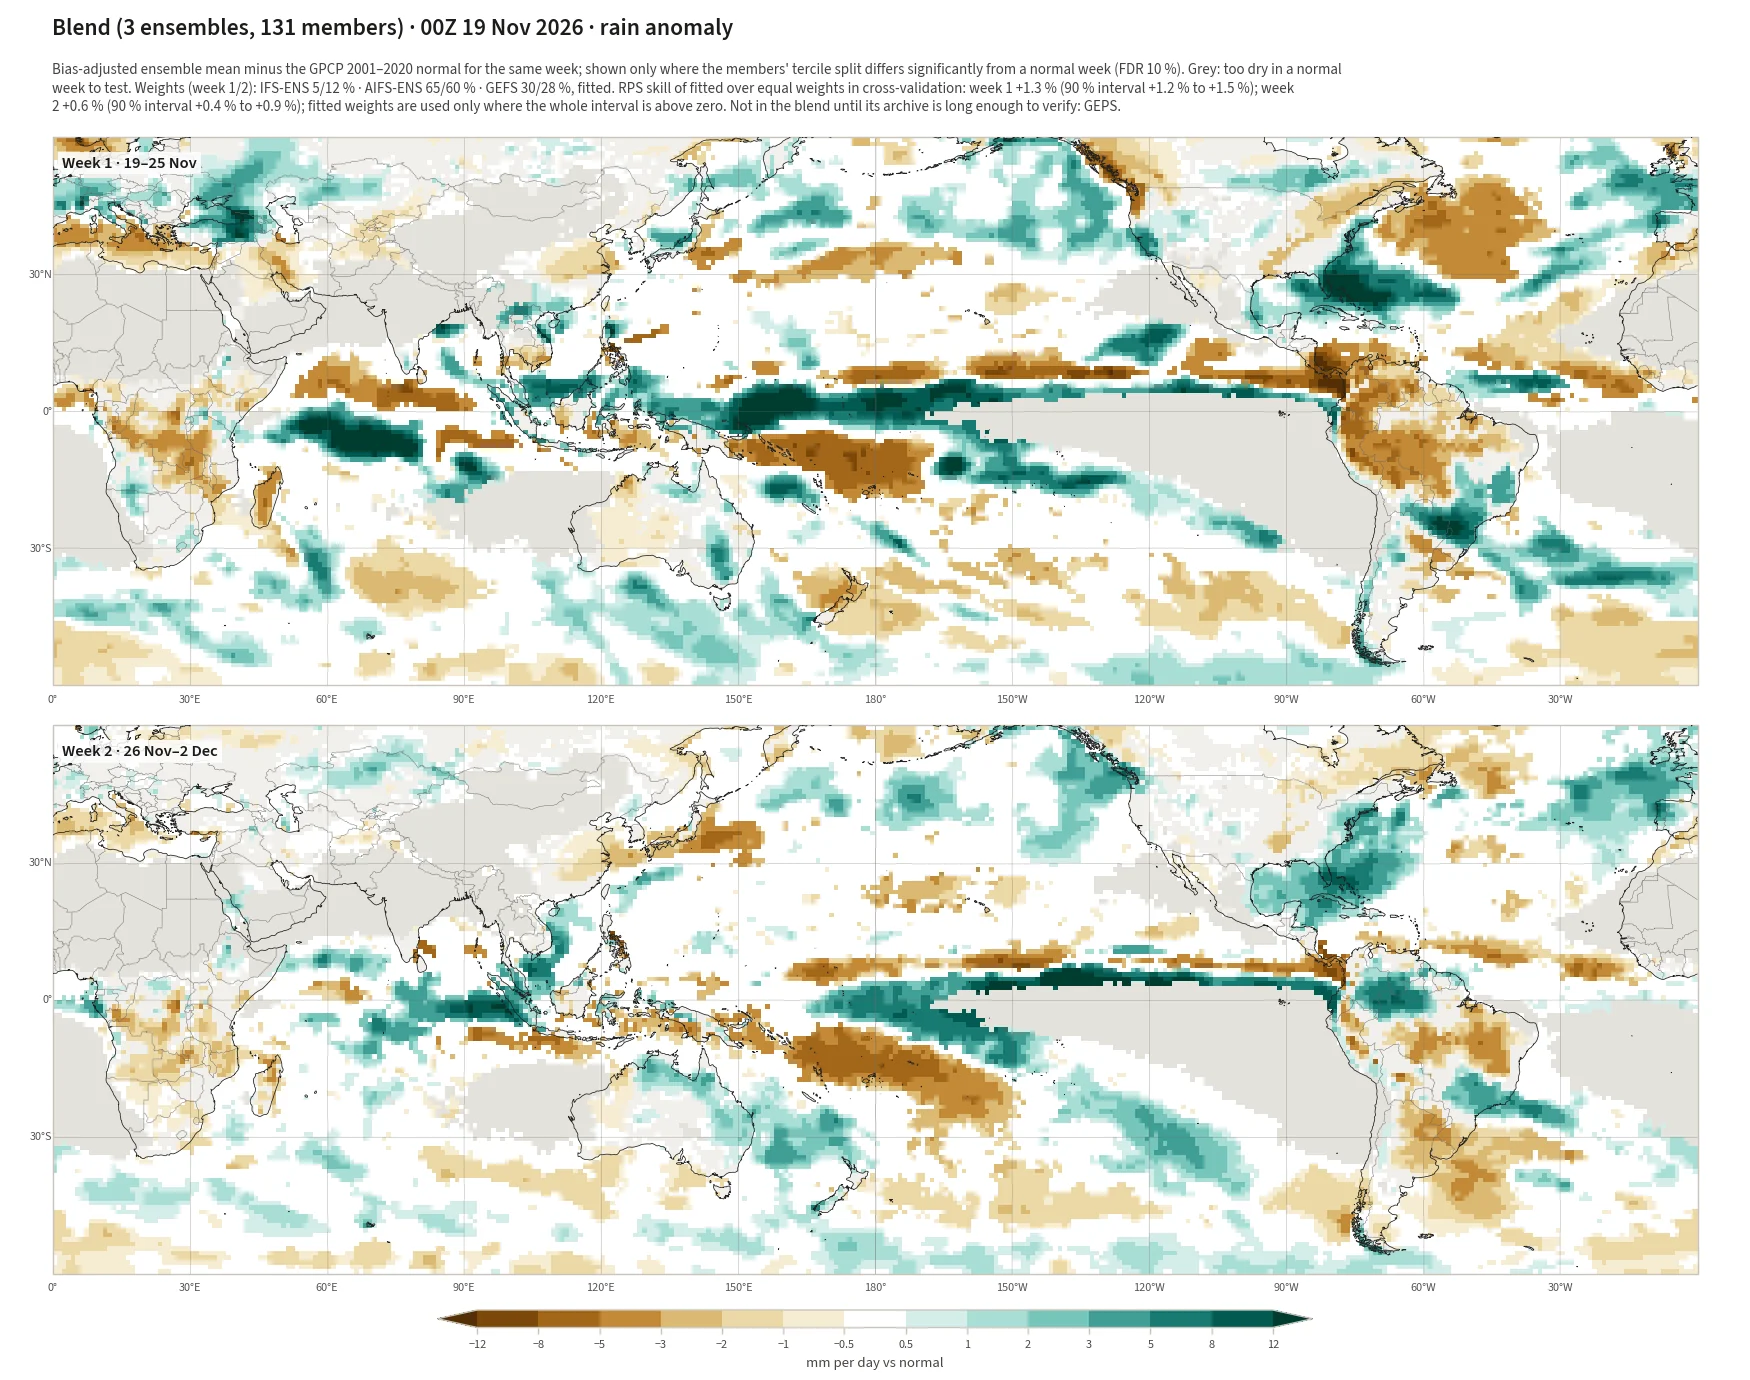 Blend (3 ensembles, 131 members) · 00Z 19 Nov 2026 · rain anomaly
Bias-adjusted ensemble mean minus the GPCP 2001–2020 normal for the same week; shown only where the members' tercile split differs significantly from a normal week (FDR 10 %). Grey: too dry in a normal
week to test. Weights (week 1/2): IFS-ENS 5/12 % · AIFS-ENS 65/60 % · GEFS 30/28 %, fitted. RPS skill of fitted over equal weights in cross-validation: week 1 +1.3 % (90 % interval +1.2 % to +1.5 %); week
2 +0.6 % (90 % interval +0.4 % to +0.9 %); fitted weights are used only where the whole interval is above zero. Not in the blend until its archive is long enough to verify: GEPS.
Week 1 · 19–25 Nov
30°N
0°
30°S
0° 30°E 60°E 90°E 120°E 150°E 180° 150°W 120°W 90°W 60°W 30°W
Week 2 · 26 Nov–2 Dec
30°N
0°
30°S
0° 30°E 60°E 90°E 120°E 150°E 180° 150°W 120°W 90°W 60°W 30°W
−12 −8 −5 −3 −2 −1 −0.5 0.5 1 2 3 5 8 12
mm per day vs normal